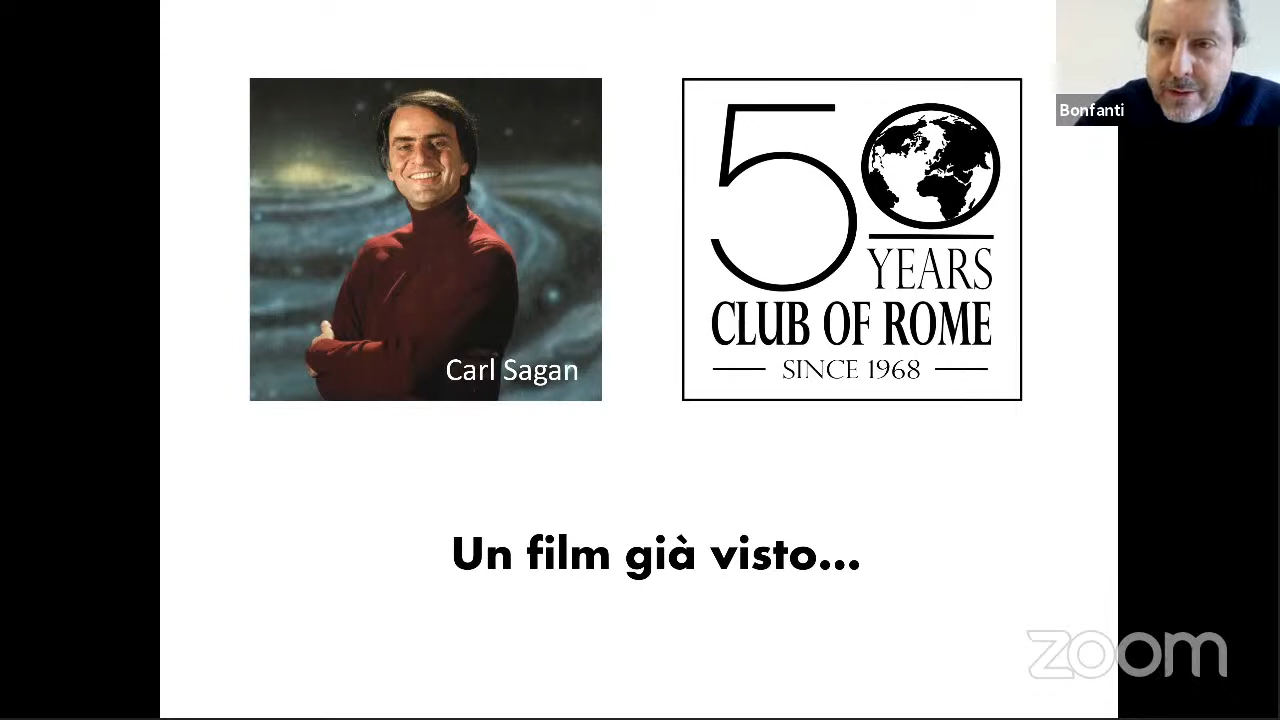 Bonfanti
Carl Sagan
50
YEARS
CLUB OF ROME
SINCE 1968
Un film già visto...
zoom